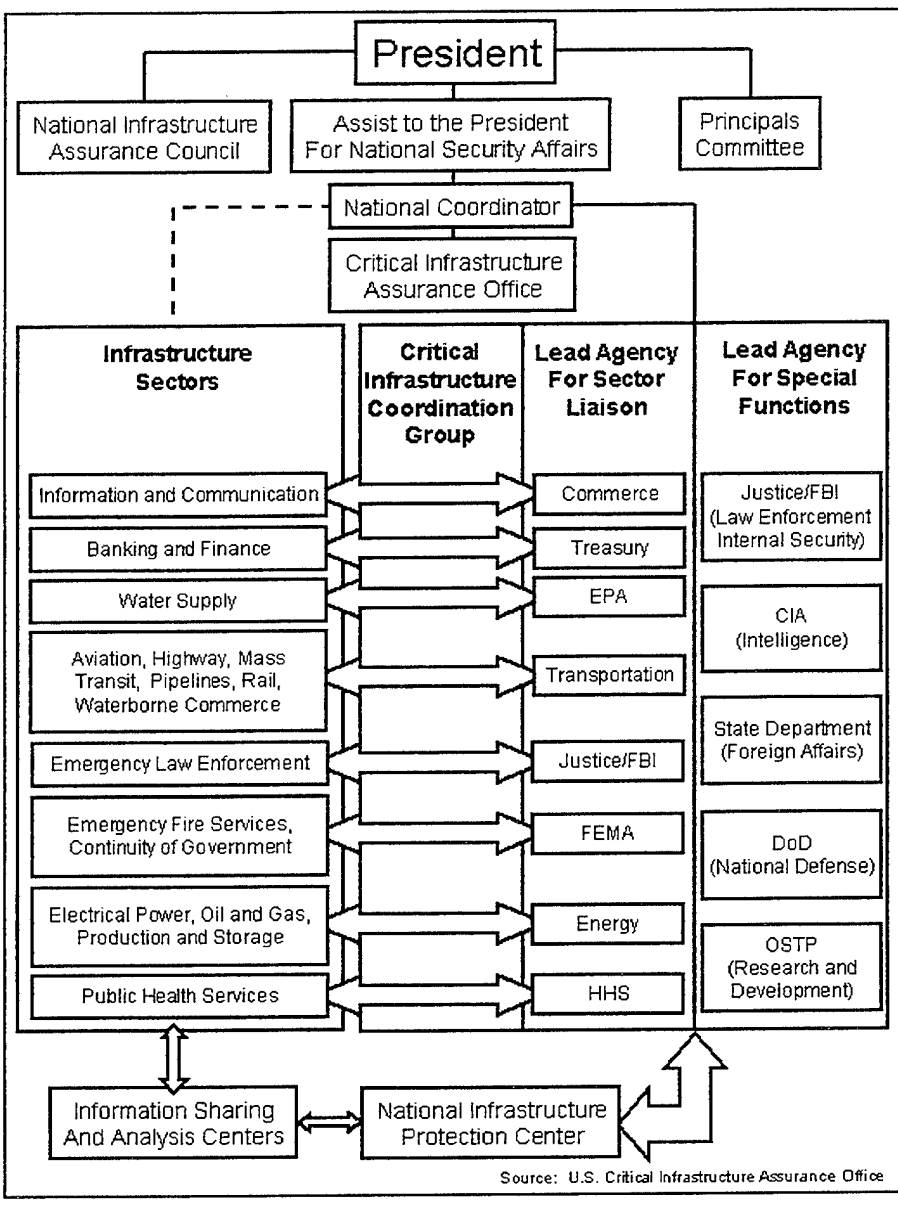 President
National Infrastructure
Assurance Council
Assist to the President
For National Security Affairs
Principals
Committee
National Coordinator
Critical Infrastructure
Assurance Office
Infrastructure
Sectors
Critical
Infrastructure
Coordination
Group
Lead Agency
For Sector
Liaison
Lead Agency
For Special
Functions
Information and Communication
Commerce
Banking and Finance
Treasury
Water Supply
EPA
Aviation, Highway, Mass
Transit, Pipelines, Rail,
Waterborne Commerce
Transportation
Emergency Law Enforcement
Justice/FBI
Emergency Fire Services,
Continuity of Government
FEMA
Electrical Power, Oil and Gas,
Production and Storage
Energy
Public Health Services
HHS
Justice/FBI
(Law Enforcement
Internal Security)
CIA
(Intelligence)
State Department
(Foreign Affairs)
DoD
(National Defense)
OSTP
(Research and
Development)
Information Sharing
And Analysis Centers
National Infrastructure
Protection Center
Source: U.S. Critical Infrastructure Assurance Office